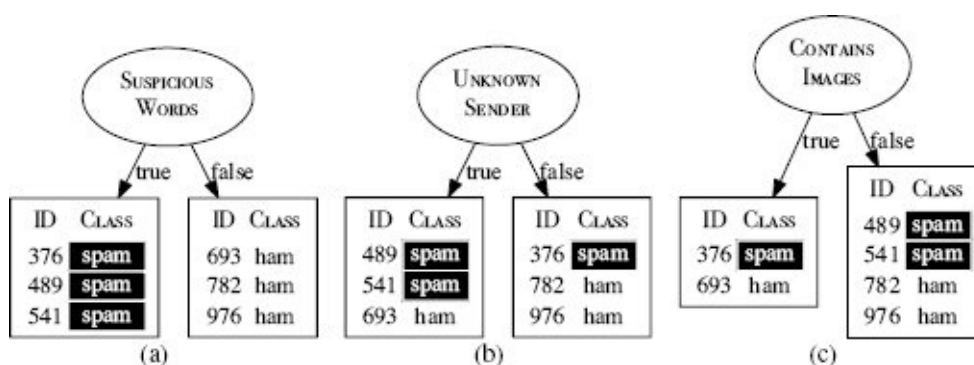 SUSPICIOUS
WORDS
true
false
ID CLASS
376 spam
489 spam
541 spam
ID CLASS
693 ham
782 ham
976 ham
(a)
UNKNOWN
SENDER
true
false
ID CLASS
489 spam
541 spam
693 ham
ID CLASS
376 spam
782 ham
976 ham
(b)
CONTAINS
IMAGES
true
false
ID CLASS
376 spam
693 ham
ID CLASS
489 spam
541 spam
782 ham
976 ham
(c)